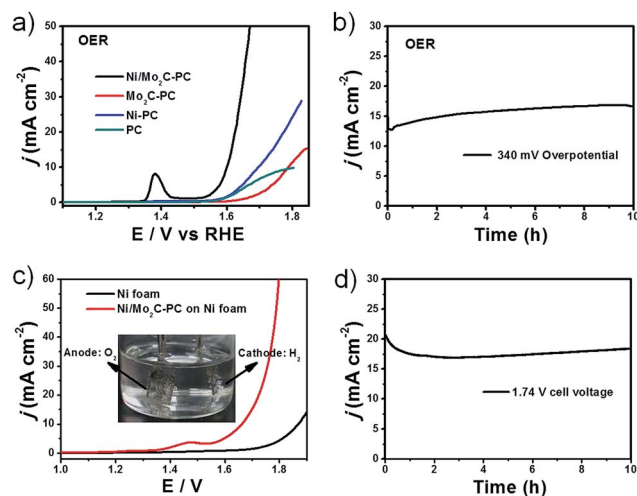 a)
OER
Ni/Mo₂C-PC
Mo₂C-PC
Ni-PC
PC
j (mA cm⁻²)
50
40
30
20
10
0
1.2 1.4 1.6 1.8
E / V vs RHE
b)
OER
340 mV Overpotential
j (mA cm⁻²)
30
25
20
15
10
5
0
0 2 4 6 8 10
Time (h)
c)
Ni foam
Ni/Mo₂C-PC on Ni foam
Anode: O₂
Cathode: H₂
j (mA cm⁻²)
60
50
40
30
20
10
0
1.0 1.2 1.4 1.6 1.8
E / V
d)
1.74 V cell voltage
j (mA cm⁻²)
30
25
20
15
10
5
0
0 2 4 6 8 10
Time (h)